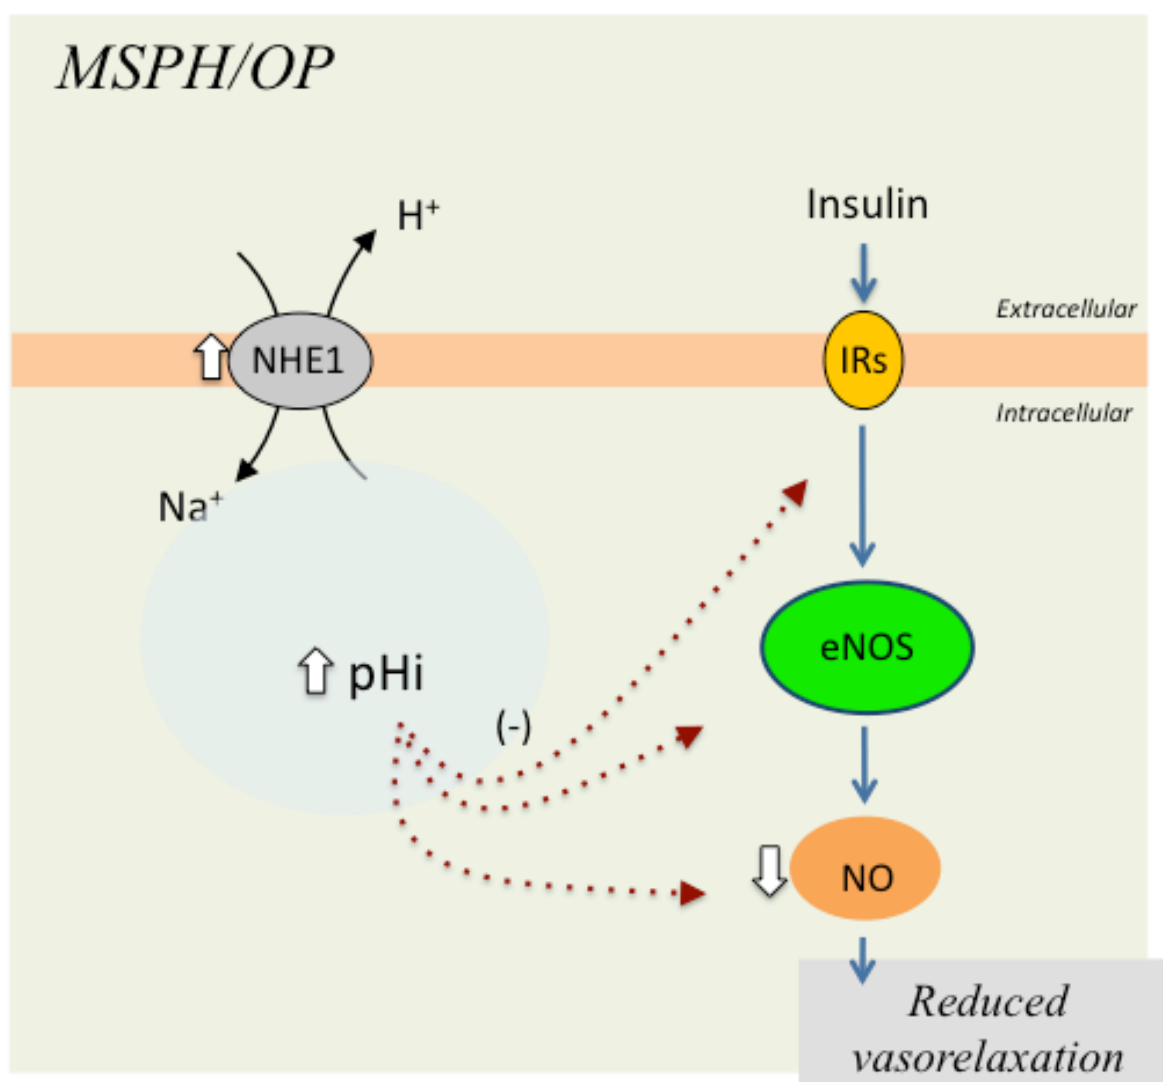 MSPH/OP
H⁺
Insulin
Extracellular
NHE1
IRs
Intracellular
Na⁺
eNOS
pHi
(-)
NO
Reduced
vasorelaxation